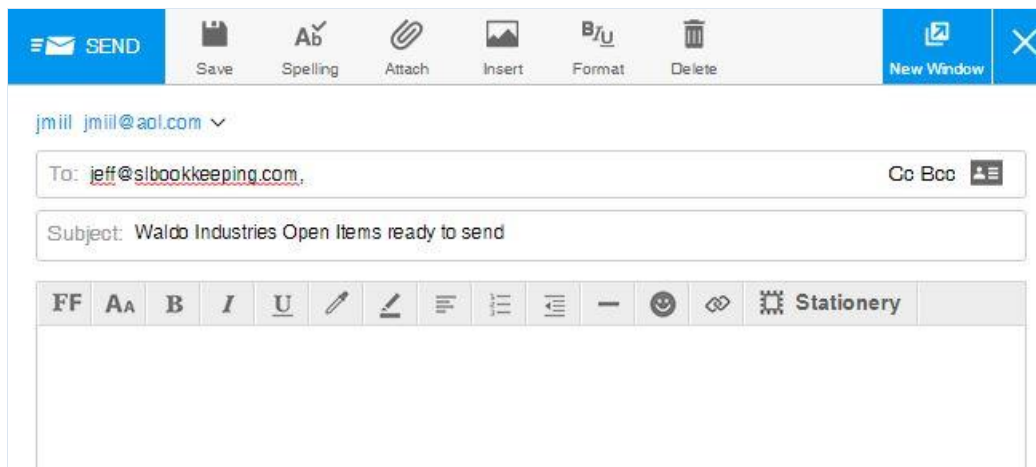 SEND
Save Spelling Attach Insert Format Delete New Window
jmiil jmiil@aol.com
To: jeff@slbookkeeping.com, Cc Bcc
Subject: Waldo Industries Open Items ready to send
FF AA B I U Stationery